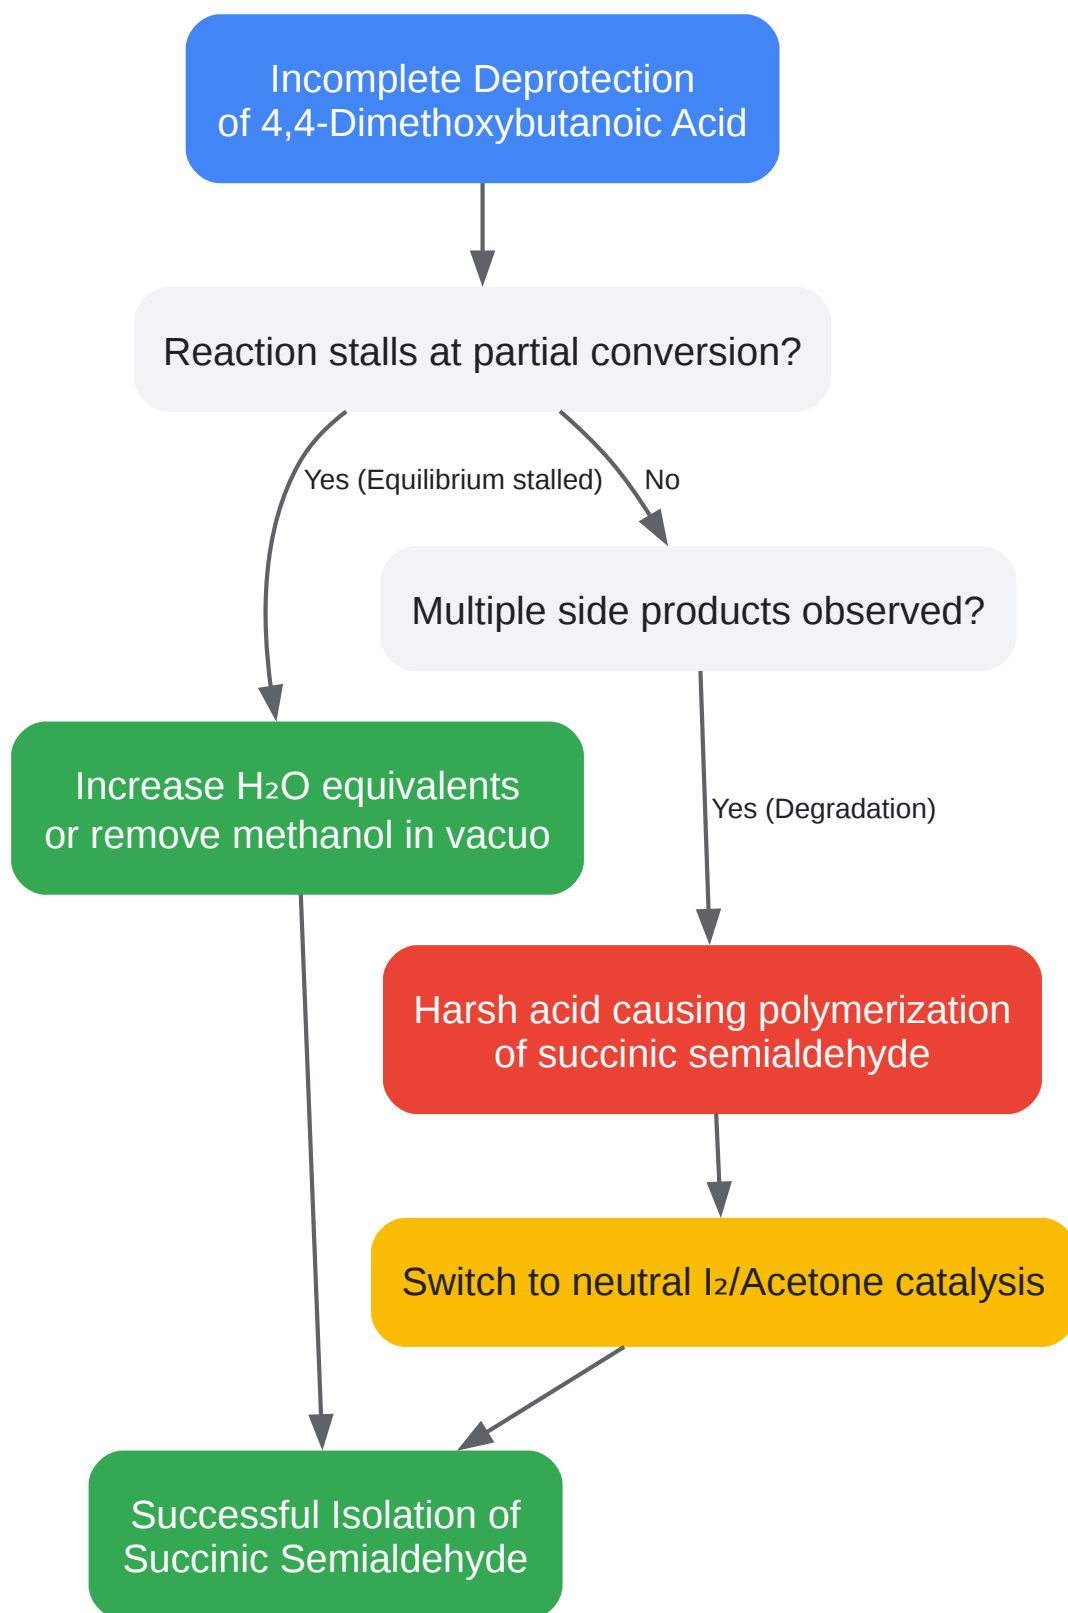 Incomplete Deprotection
of 4,4-Dimethoxybutanoic Acid
Reaction stalls at partial conversion?
Yes (Equilibrium stalled)
No
Multiple side products observed?
Increase H₂O equivalents
or remove methanol in vacuo
Yes (Degradation)
Harsh acid causing polymerization
of succinic semialdehyde
Switch to neutral I₂/Acetone catalysis
Successful Isolation of
Succinic Semialdehyde